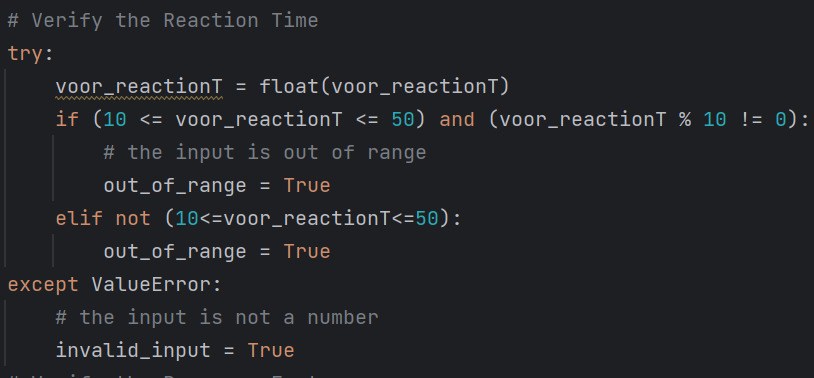 # Verify the Reaction Time
try:
    voor_reactionT = float(voor_reactionT)
    if (10 <= voor_reactionT <= 50) and (voor_reactionT % 10 != 0):
        # the input is out of range
        out_of_range = True
    elif not (10<=voor_reactionT<=50):
        out_of_range = True
except ValueError:
    # the input is not a number
    invalid_input = True